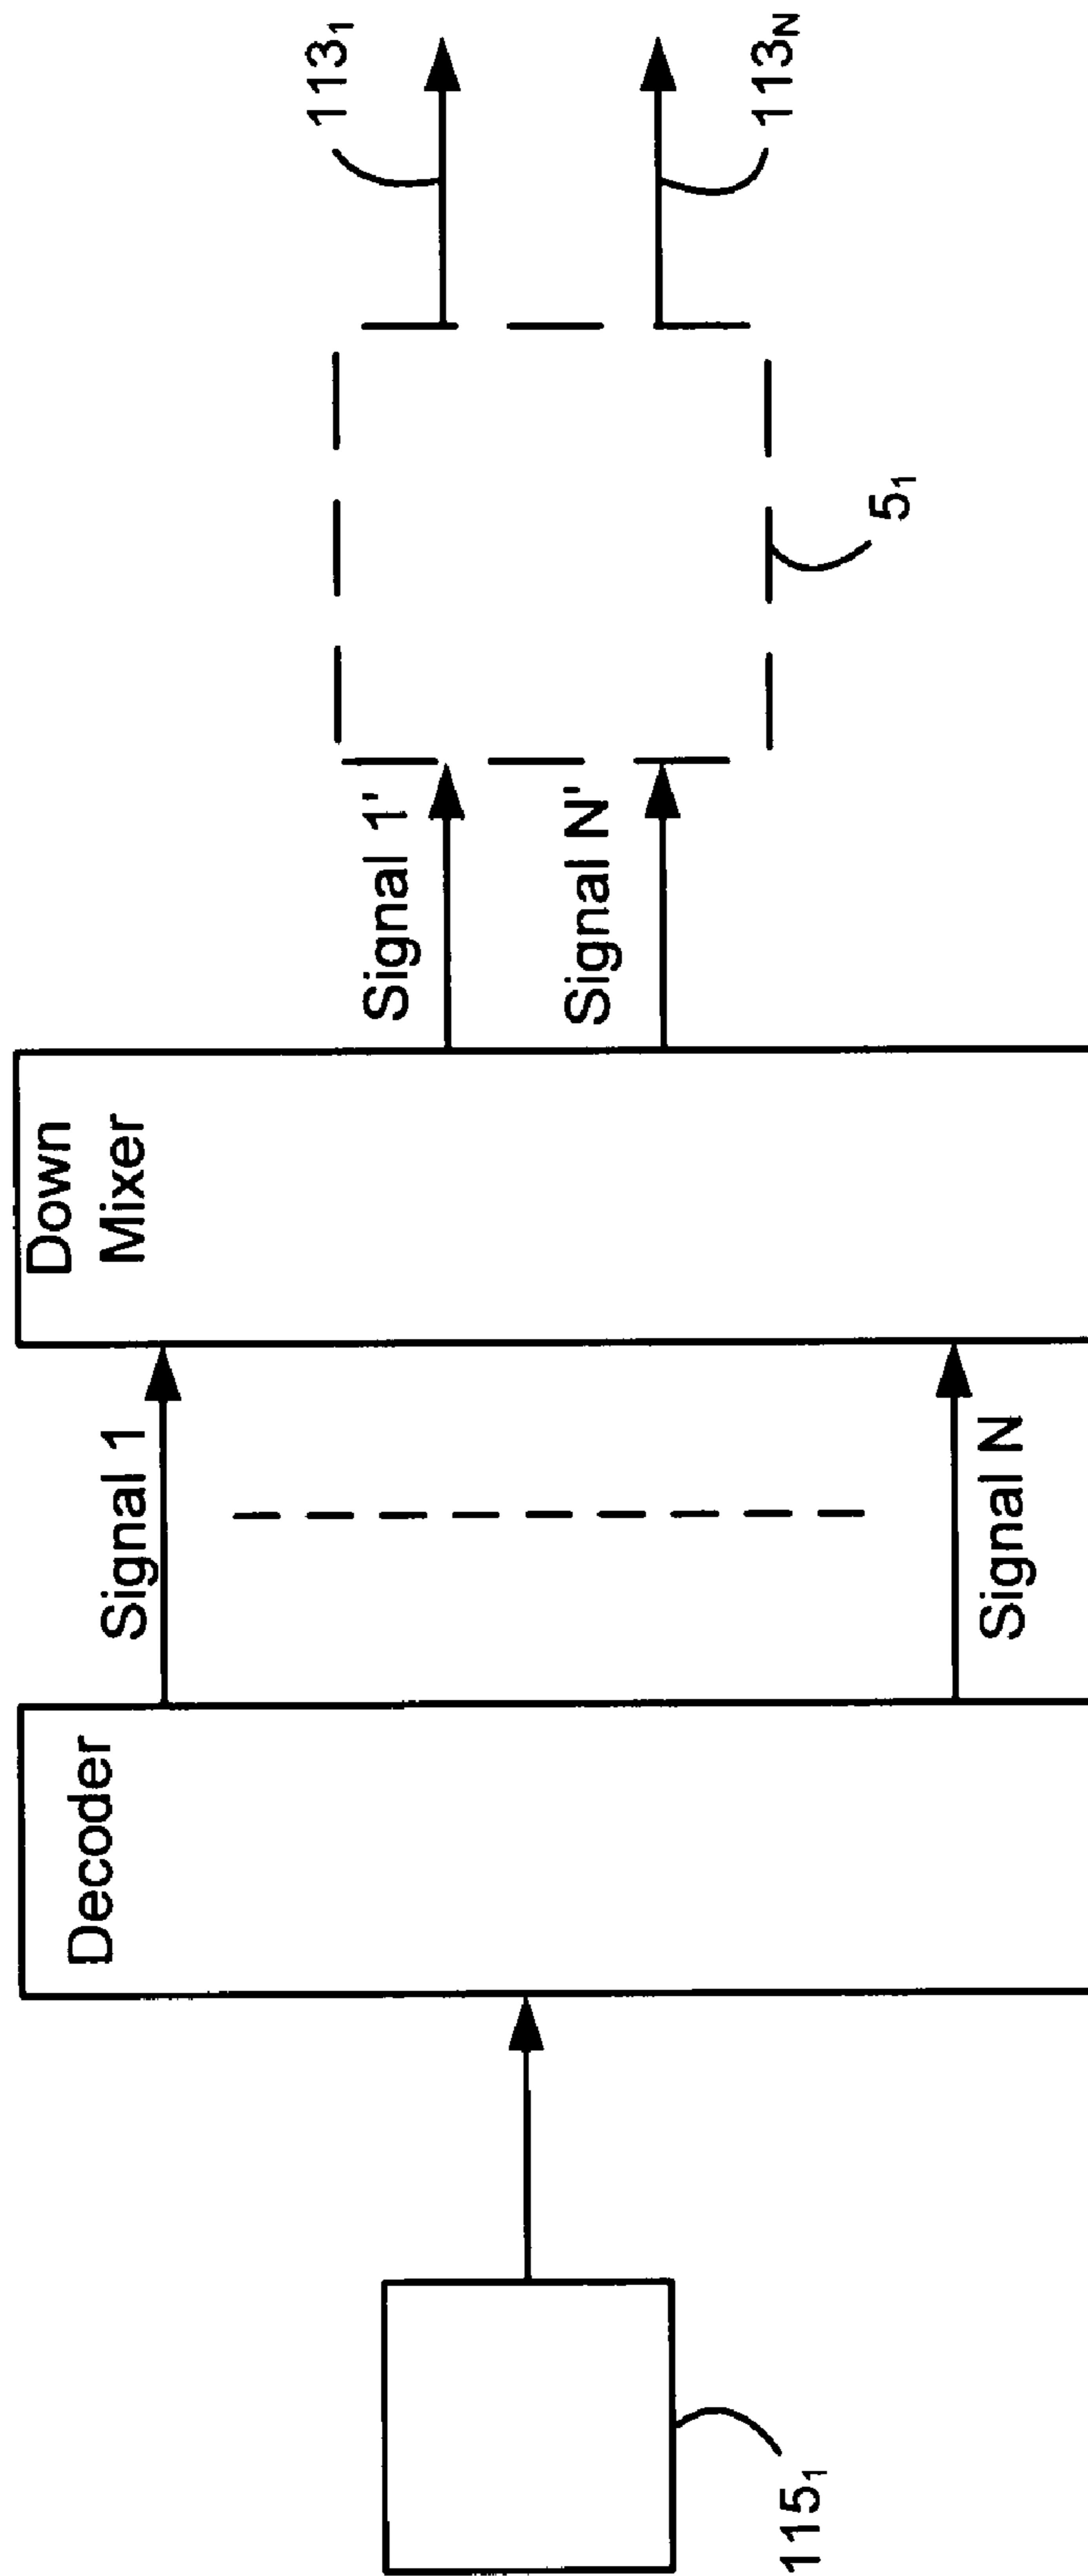 115₁
Decoder
Signal 1
Signal N
Down
Mixer
Signal 1'
Signal N'
5₁
113₁
113ₙ